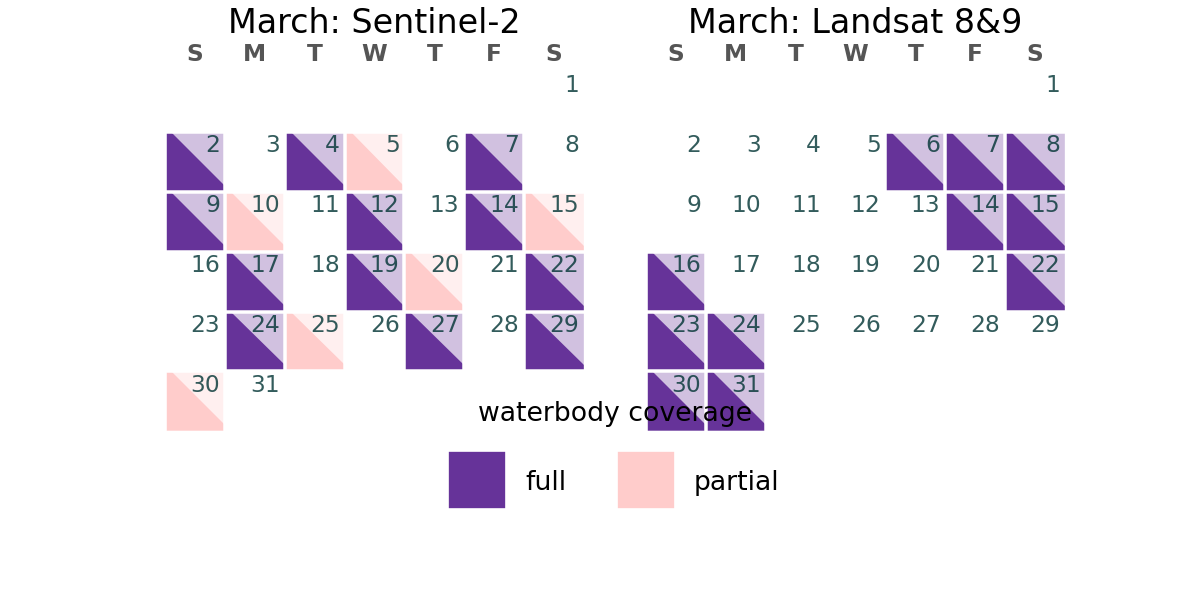 March: Sentinel-2
S M T W T F S
1
2 3 4 5 6 7 8
9 10 11 12 13 14 15
16 17 18 19 20 21 22
23 24 25 26 27 28 29
30 31
March: Landsat 8&9
S M T W T F S
1
2 3 4 5 6 7 8
9 10 11 12 13 14 15
16 17 18 19 20 21 22
23 24 25 26 27 28 29
30 31
waterbody coverage
full partial